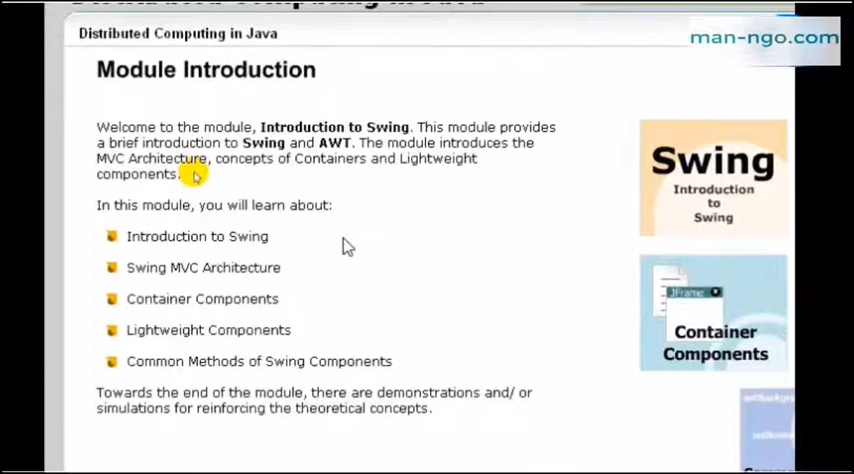 Distributed Computing in Java
Distributed Computing in Java
man-ngo.com
Module Introduction
Welcome to the module, Introduction to Swing. This module provides
a brief introduction to Swing and AWT. The module introduces the
MVC Architecture, concepts of Containers and Lightweight
components.
In this module, you will learn about:
Introduction to Swing
Swing MVC Architecture
Container Components
Lightweight Components
Common Methods of Swing Components
Towards the end of the module, there are demonstrations and/ or
simulations for reinforcing the theoretical concepts.
Swing
Introduction
to
Swing
JFrame
Container
Components